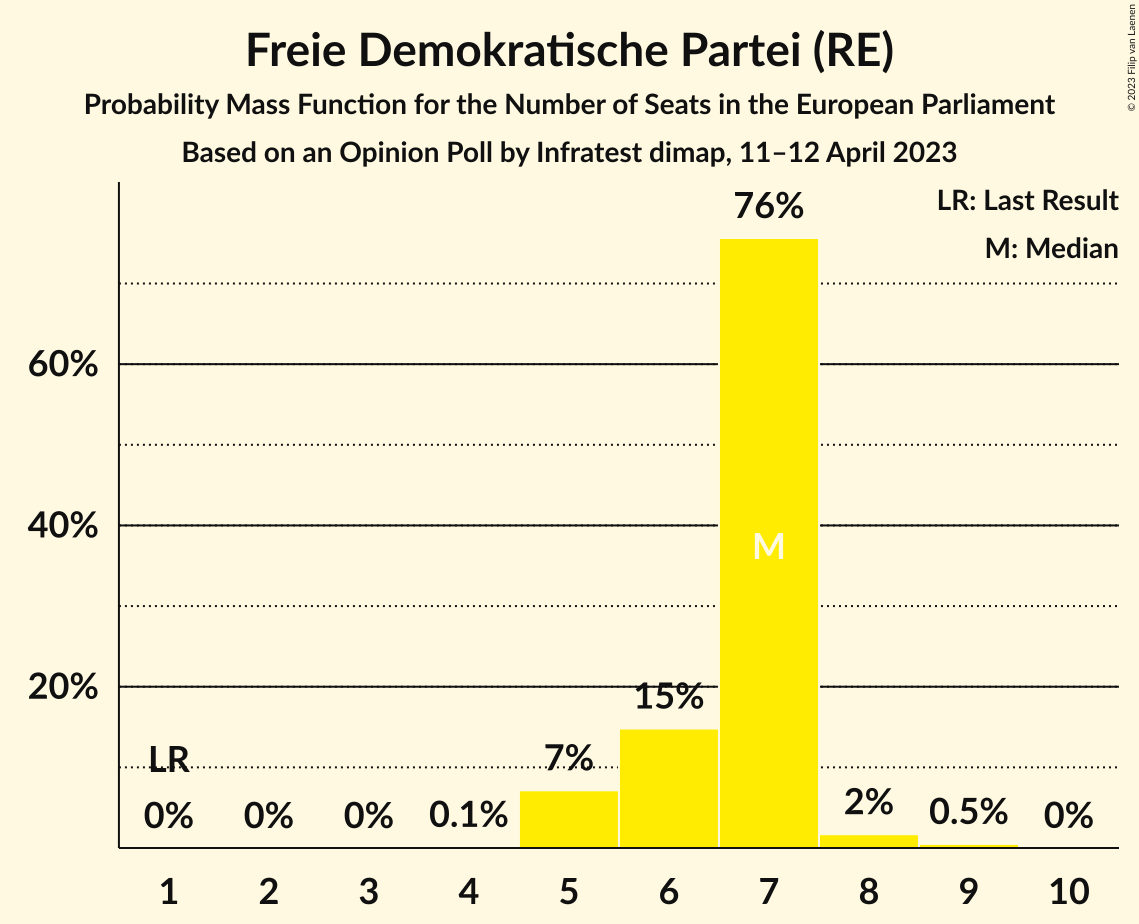 Freie Demokratische Partei (RE)
Probability Mass Function for the Number of Seats in the European Parliament
Based on an Opinion Poll by Infratest dimap, 11–12 April 2023
© 2023 Filip van Laenen
LR: Last Result
M: Median
76%
60%
40%
M
20%
15%
LR
7%
0%
0%
0%
0.1%
2%
0.5%
0%
1 2 3 4 5 6 7 8 9 10